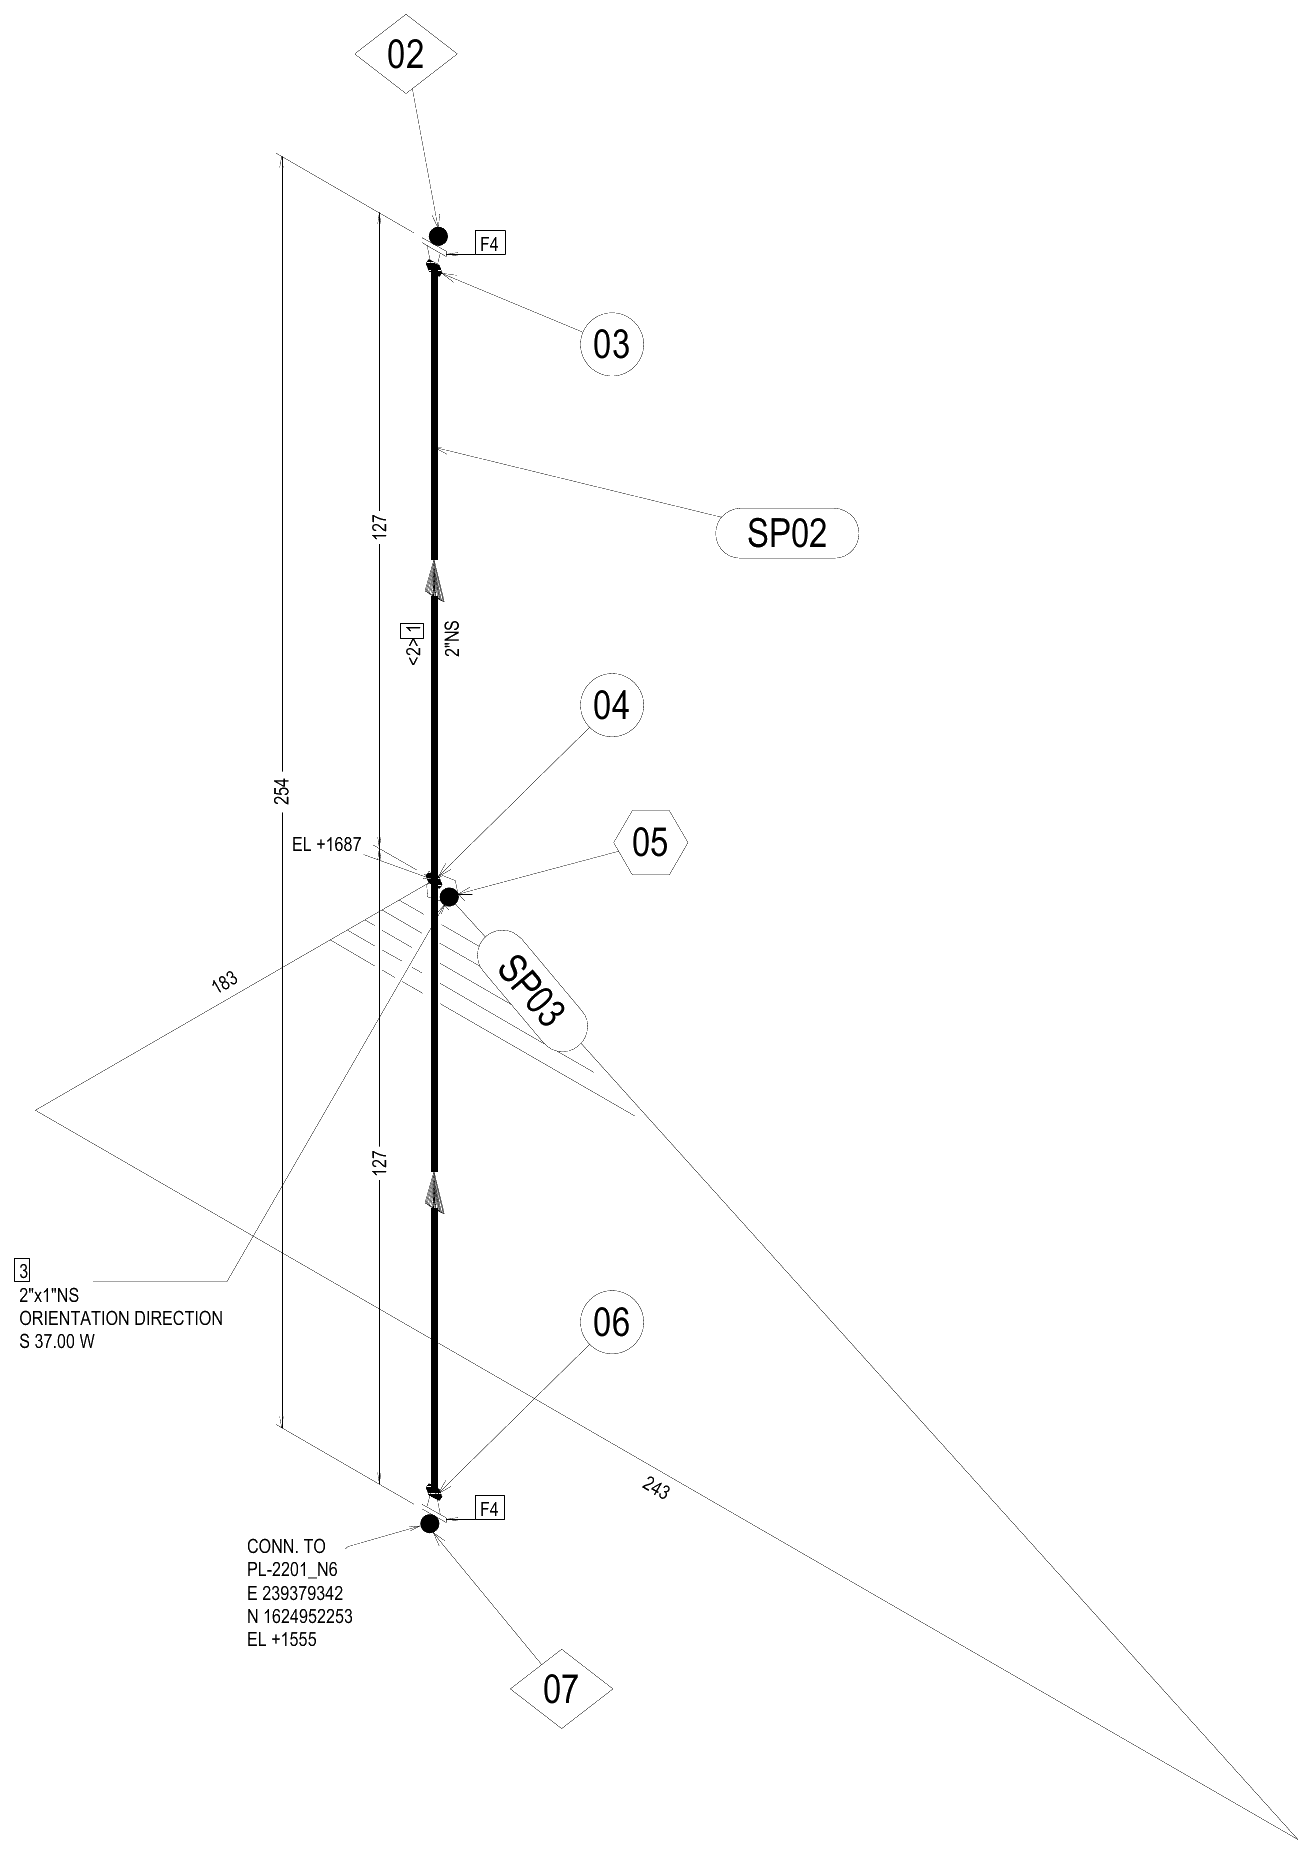 02
F4
03
127
SP02
<2> 1
2"NS
04
254
05
EL +1687
SP03
183
127
3
2"x1"NS
ORIENTATION DIRECTION
S 37.00 W
06
243
F4
CONN. TO
PL-2201_N6
E 239379342
N 1624952253
EL +1555
07